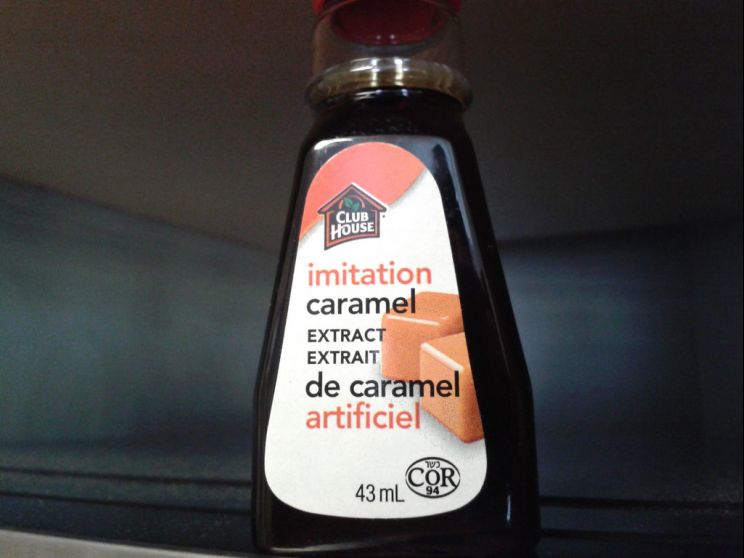 CLUB
HOUSE
imitation
caramel
EXTRACT
EXTRAIT
de caramel
artificiel
43 mL
כשר
COR
94